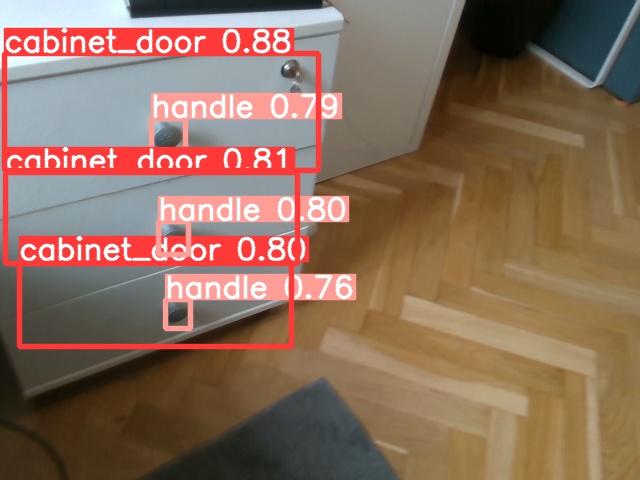 cabinet_door 0.88
handle 0.79
cabinet_door 0.81
handle 0.80
cabinet_door 0.80
handle 0.76